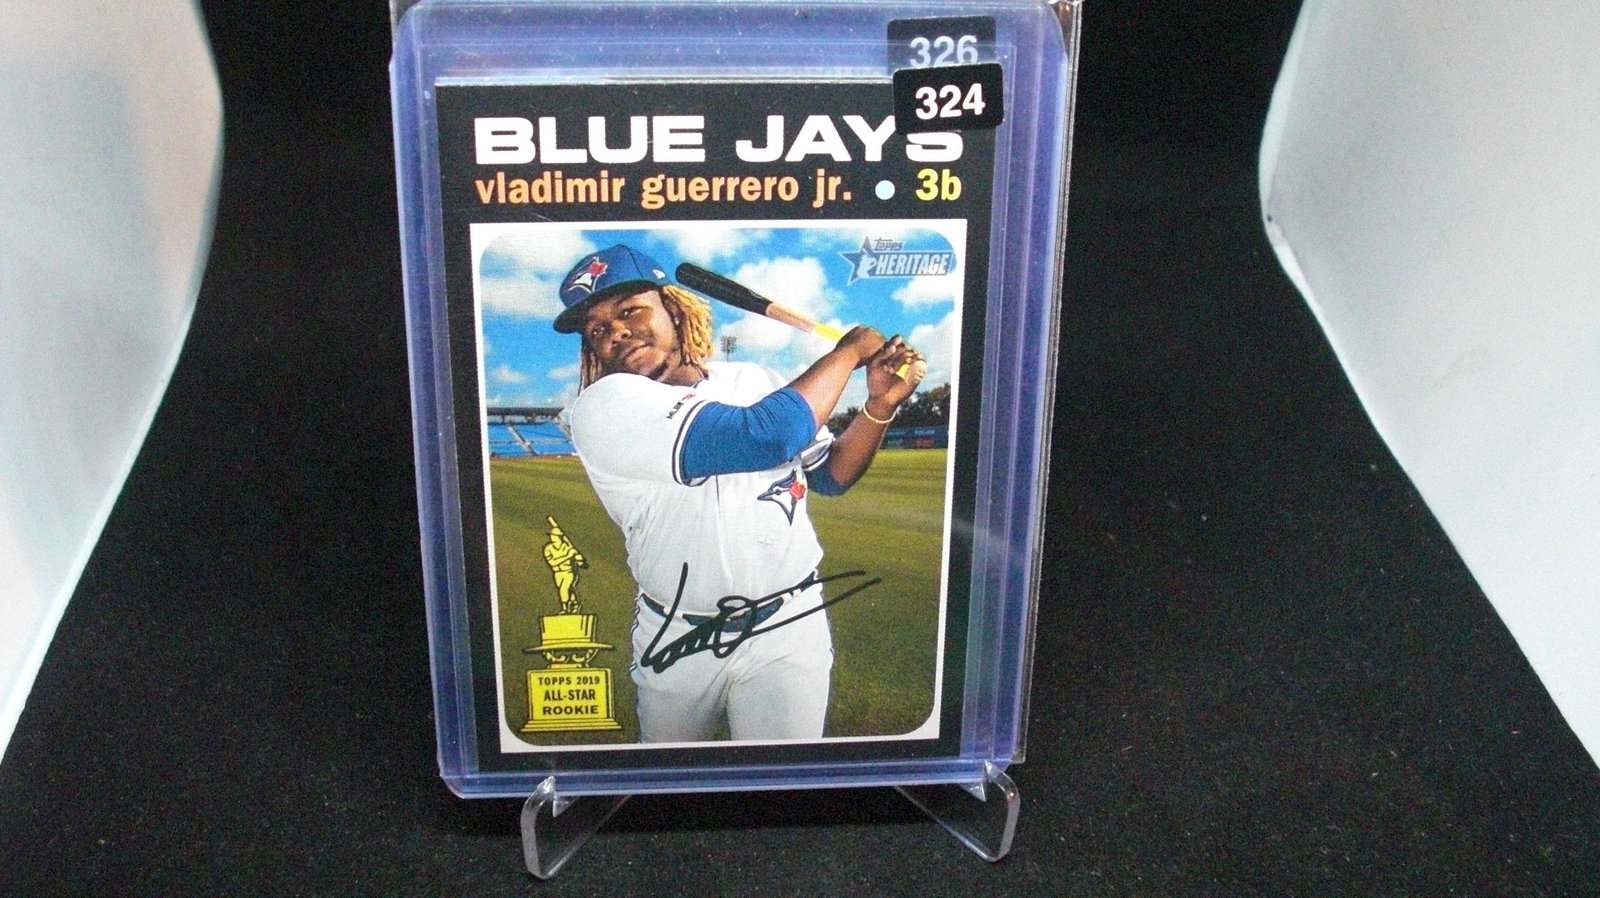 326
324
BLUE JAYS
vladimir guerrero jr. • 3b
Topps
HERITAGE
TOPPS 2019
ALL-STAR
ROOKIE